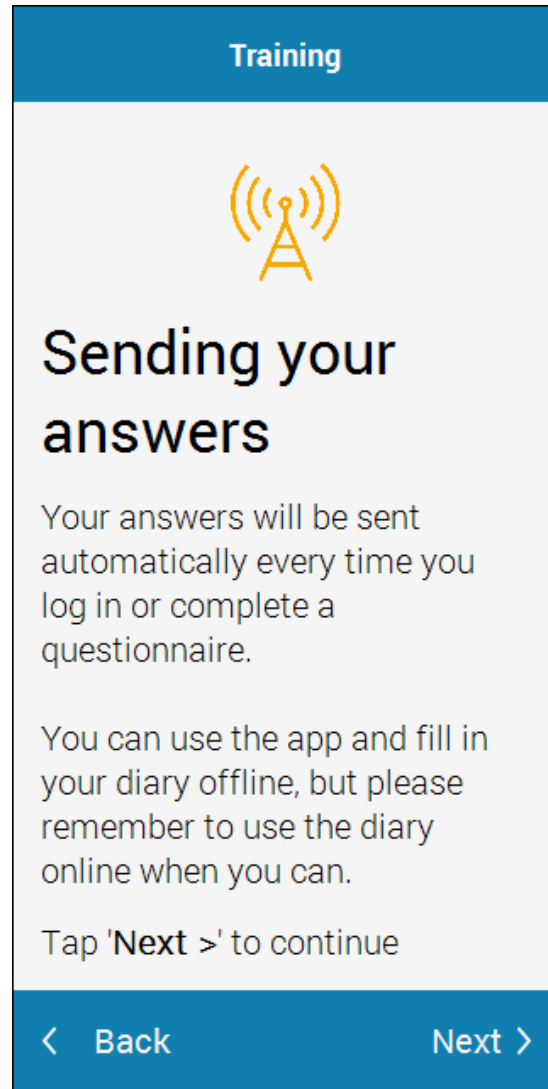 Training
Sending your
answers
Your answers will be sent
automatically every time you
log in or complete a
questionnaire.
You can use the app and fill in
your diary offline, but please
remember to use the diary
online when you can.
Tap 'Next >' to continue
< Back
Next >